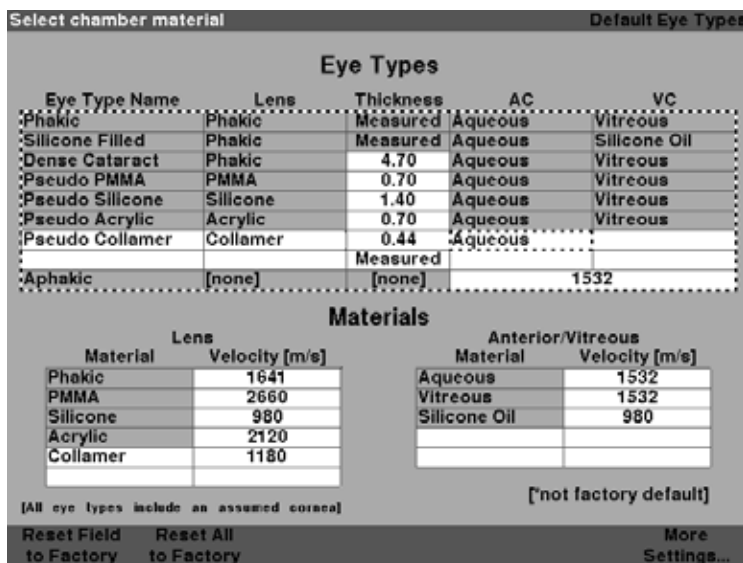 Select chamber material Default Eye Types
Eye Types
Eye Type Name Lens Thickness AC VC
Phakic Phakic Measured Aqueous Vitreous
Silicone Filled Phakic Measured Aqueous Silicone Oil
Dense Cataract Phakic 4.70 Aqueous Vitreous
Pseudo PMMA PMMA 0.70 Aqueous Vitreous
Pseudo Silicone Silicone 1.40 Aqueous Vitreous
Pseudo Acrylic Acrylic 0.70 Aqueous Vitreous
Pseudo Collamer Collamer 0.44 Aqueous
Measured
Aphakic [none] [none] 1532
Materials
Lens
Material Velocity [m/s]
Phakic 1641
PMMA 2660
Silicone 980
Acrylic 2120
Collamer 1180
[All eye types include an assumed cornea]
Anterior/Vitreous
Material Velocity [m/s]
Aqueous 1532
Vitreous 1532
Silicone Oil 980
[*not factory default]
Reset Field to Factory
Reset All to Factory
More Settings...